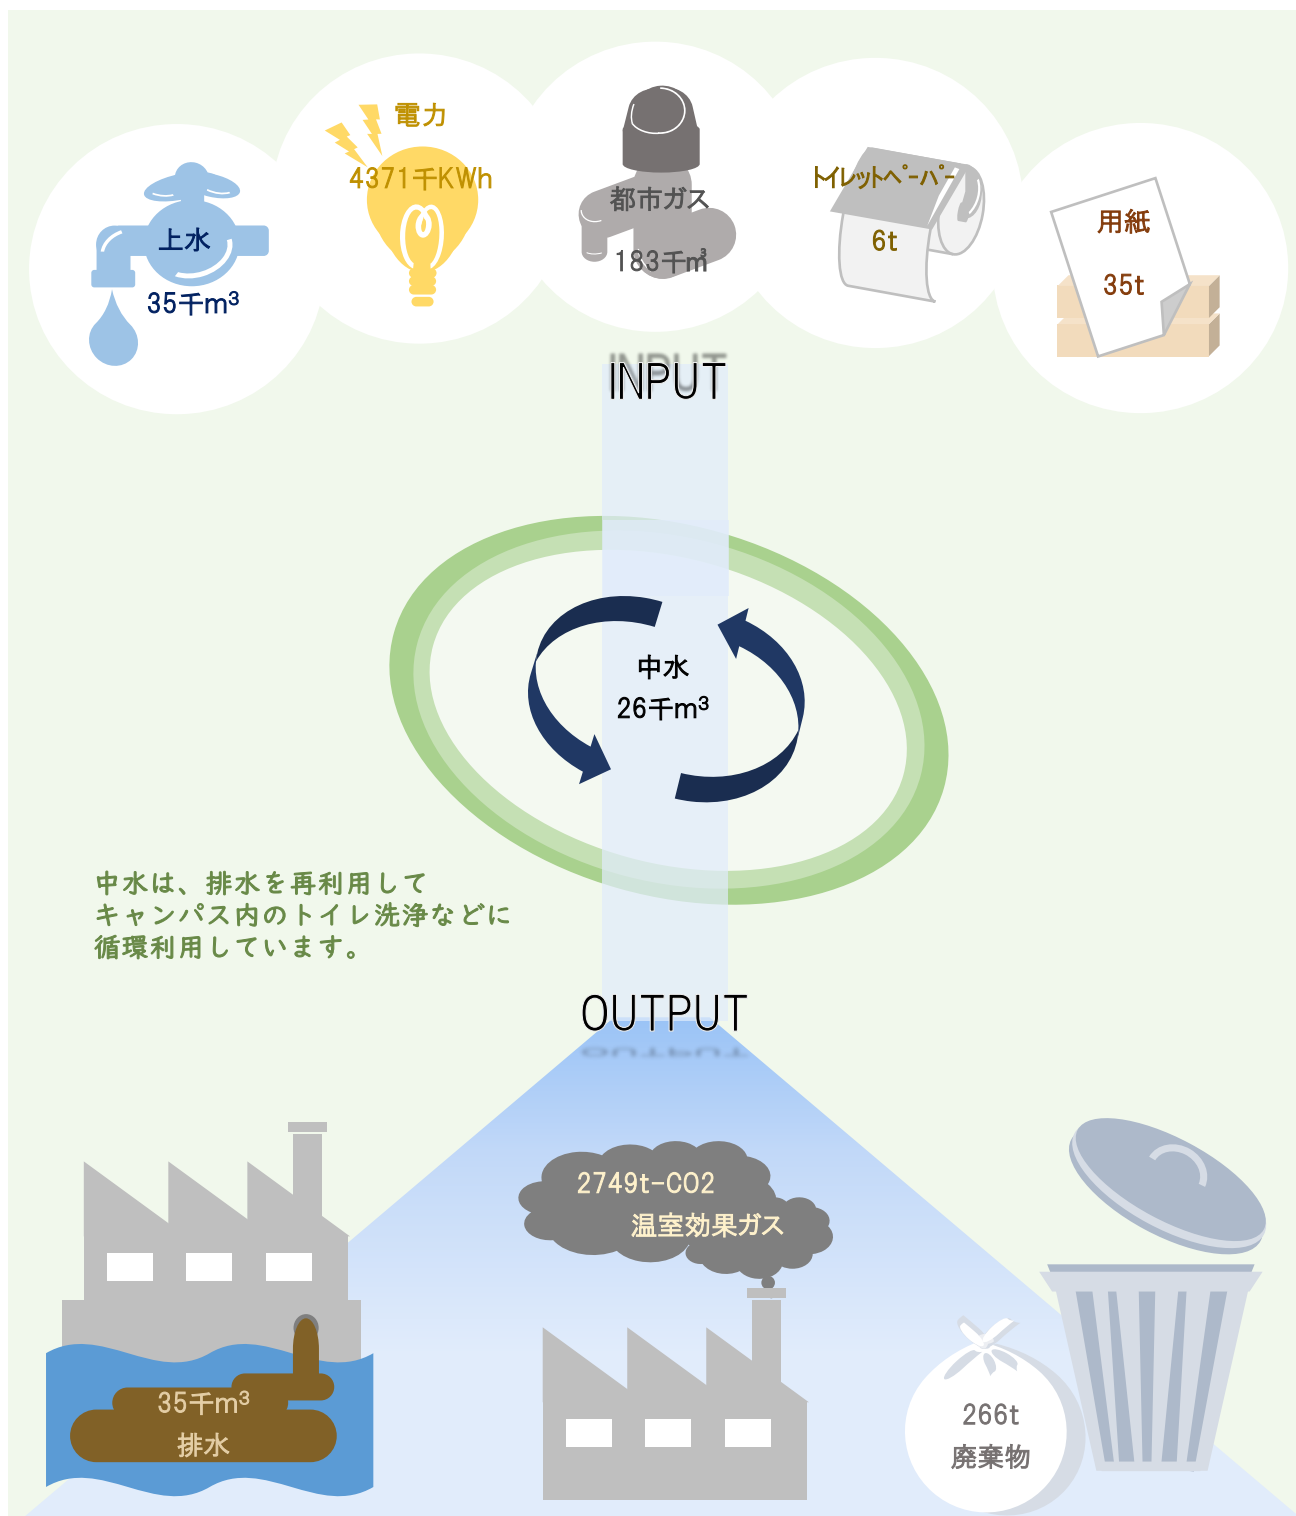 上水
35千m³
電力
4371千KWh
都市ガス
183千㎥
ﾄｲﾚｯﾄﾍﾟｰﾊﾟｰ
6t
用紙
35t
INPUT
中水
26千m³
中水は、排水を再利用して
キャンパス内のトイレ洗浄などに
循環利用しています。
OUTPUT
35千m³
排水
2749t-CO2
温室効果ガス
266t
廃棄物